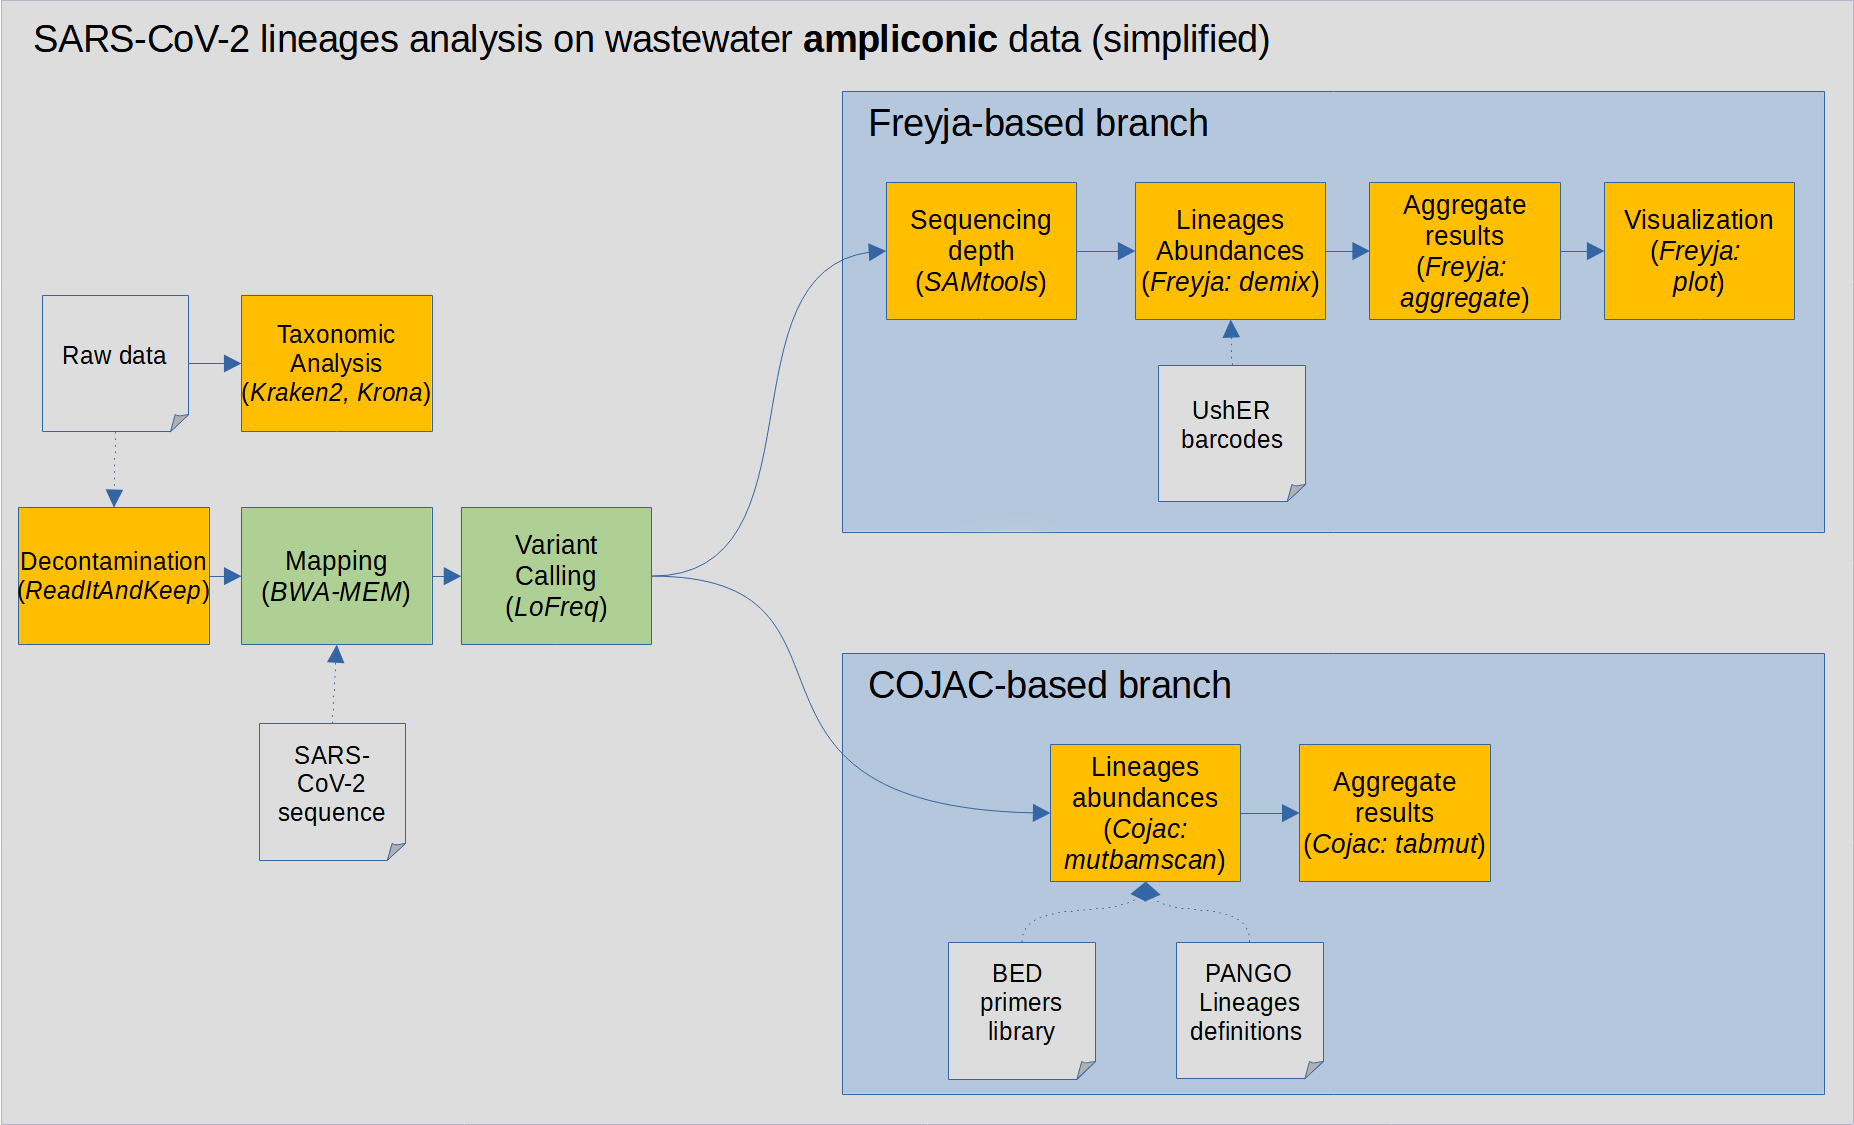 SARS-CoV-2 lineages analysis on wastewater ampliconic data (simplified)
Raw data
Taxonomic
Analysis
(Kraken2, Krona)
Decontamination
(ReadItAndKeep)
Mapping
(BWA-MEM)
Variant
Calling
(LoFreq)
SARS-
CoV-2
sequence
Freyja-based branch
Sequencing
depth
(SAMtools)
Lineages
Abundances
(Freyja: demix)
Aggregate
results
(Freyja:
aggregate)
Visualization
(Freyja:
plot)
UshER
barcodes
COJAC-based branch
Lineages
abundances
(Cojac:
mutbamscan)
Aggregate
results
(Cojac: tabmut)
BED
primers
library
PANGO
Lineages
definitions